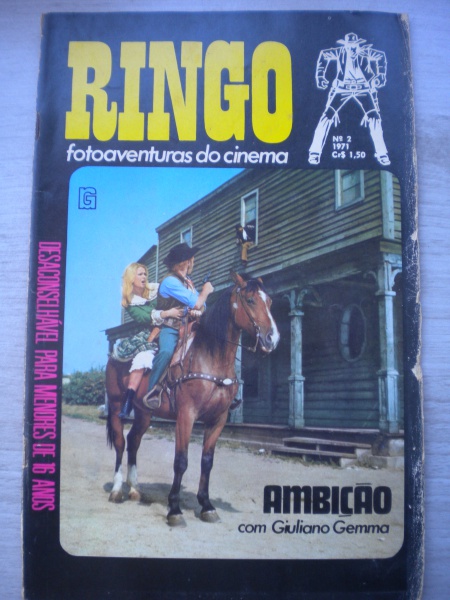 RINGO
fotoaventuras do cinema
Nº 2
1971
Cr$ 1,50
G
DESACONSELHÁVEL PARA MENORES DE 16 ANOS
AMBIÇÃO
com Giuliano Gemma